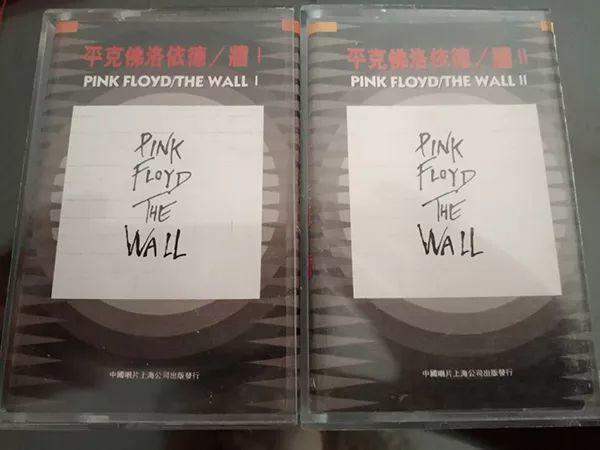 平克佛洛依德／牆 I
PINK FLOYD/THE WALL I
PINK
FLOYD
THE
WALL
中國唱片上海公司出版發行
平克佛洛依德／牆 II
PINK FLOYD/THE WALL II
PINK
FLOYD
THE
WALL
中國唱片上海公司出版發行